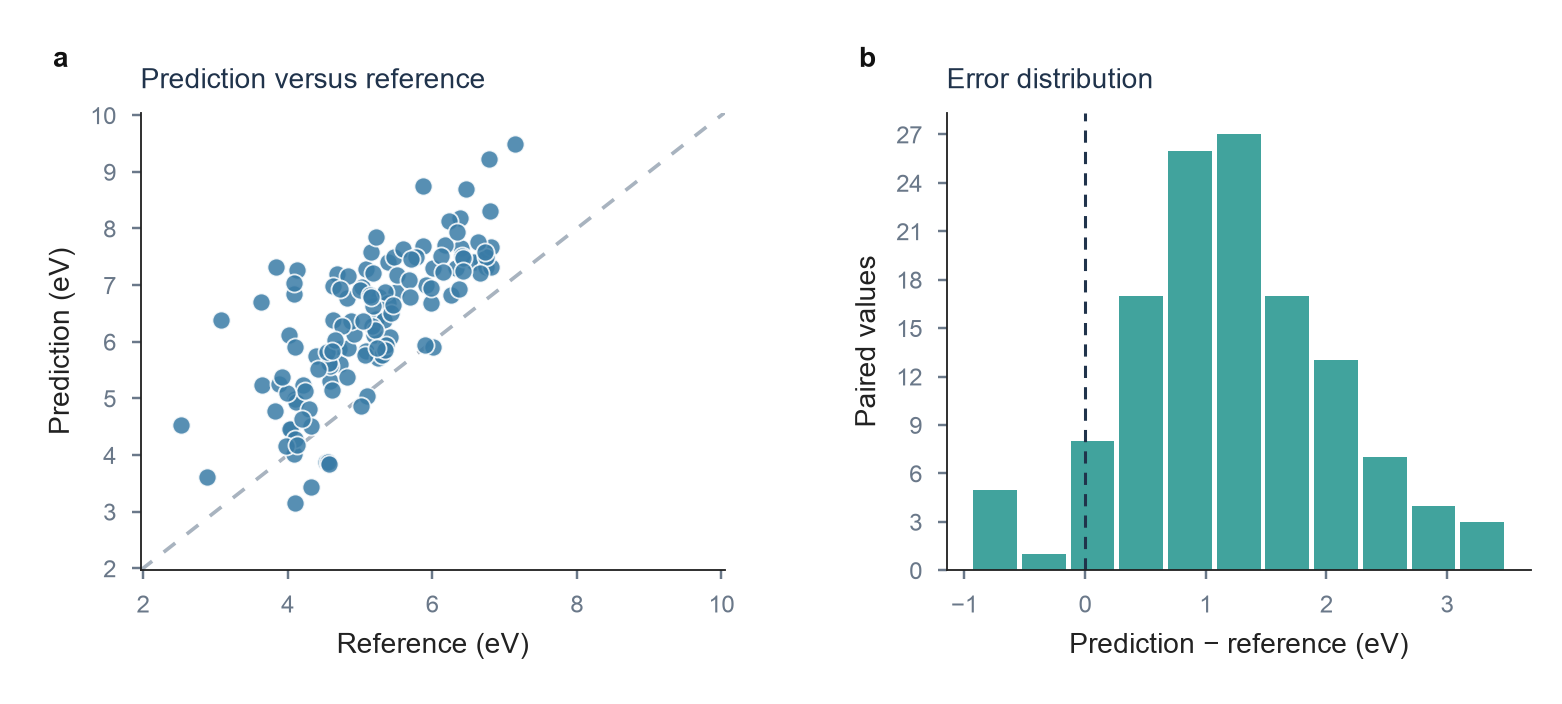 a
Prediction versus reference
10
9
8
7
6
5
4
3
2
Prediction (eV)
2 4 6 8 10
Reference (eV)
b
Error distribution
27
24
21
18
15
12
9
6
3
0
Paired values
−1 0 1 2 3
Prediction − reference (eV)